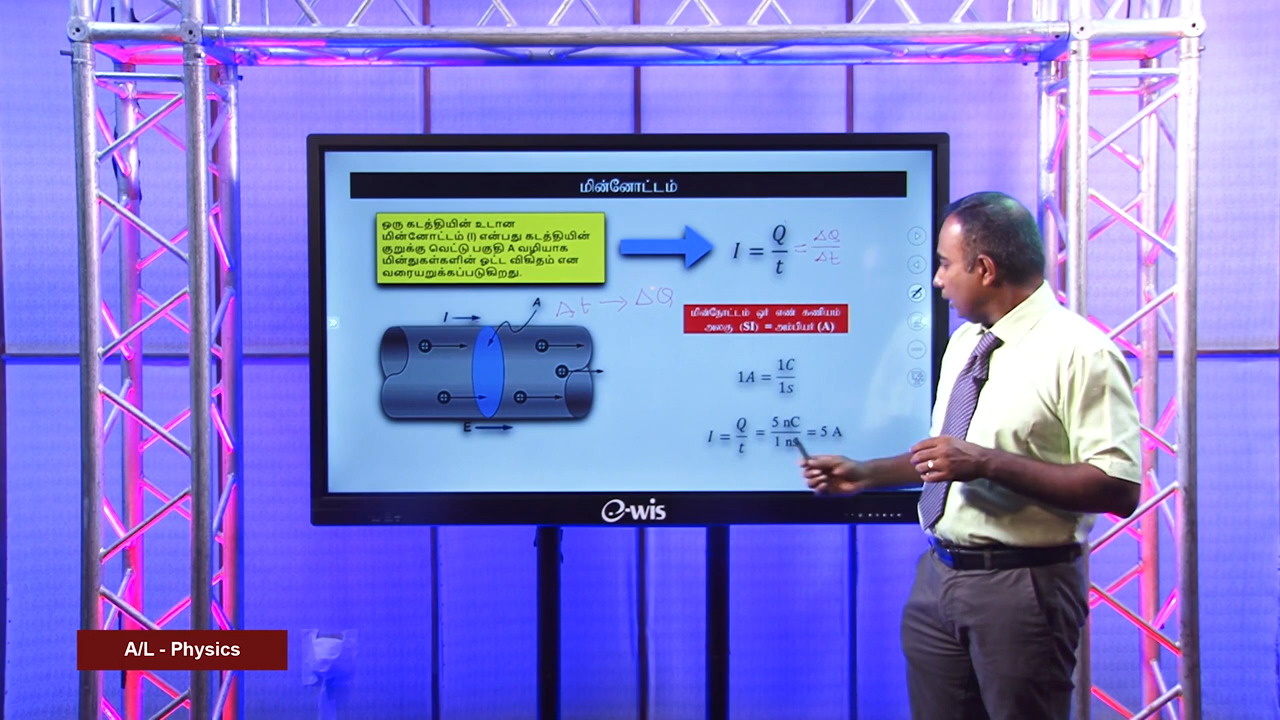 மின்னோட்டம்
ஒரு கடத்தியின் உடான
மின்னோட்டம் (I) என்பது கடத்தியின்
குறுக்கு வெட்டு பகுதி A வழியாக
மின்துகள்களின் ஓட்ட விகிதம் என
வரையறுக்கப்படுகிறது.
I = Q/t = ΔQ/Δt
Δt → ΔQ
A
I
E
மின்நோட்டம் ஓர் எண் கணியம்
அலகு (SI) = அம்பியர் (A)
1A = 1C/1s
I = Q/t = 5 nC/1 ns = 5 A
e-wis
A/L - Physics